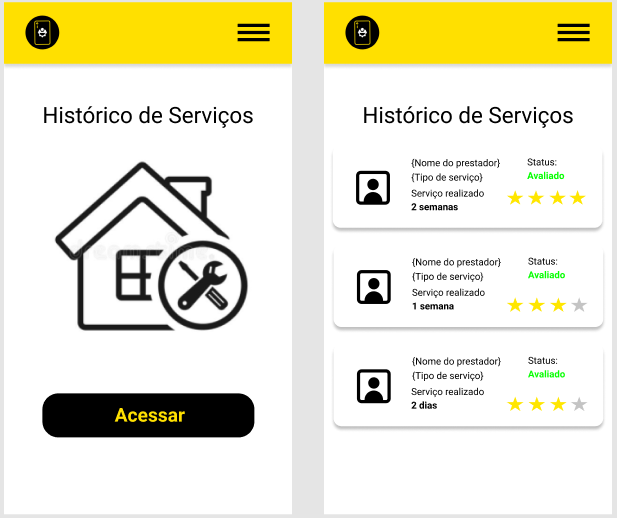 Histórico de Serviços
Acessar
Histórico de Serviços
{Nome do prestador}
{Tipo de serviço}
Serviço realizado
2 semanas
Status:
Avaliado
{Nome do prestador}
{Tipo de serviço}
Serviço realizado
1 semana
Status:
Avaliado
{Nome do prestador}
{Tipo de serviço}
Serviço realizado
2 dias
Status:
Avaliado